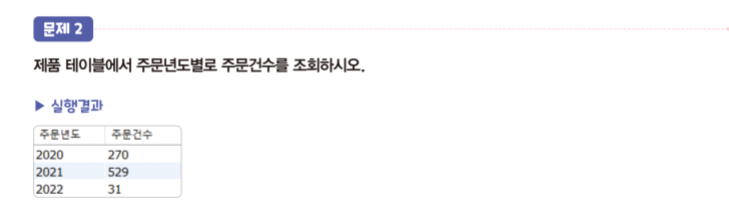 문제 2
제품 테이블에서 주문년도별로 주문건수를 조회하시오.
▶ 실행결과
주문년도 주문건수
2020 270
2021 529
2022 31